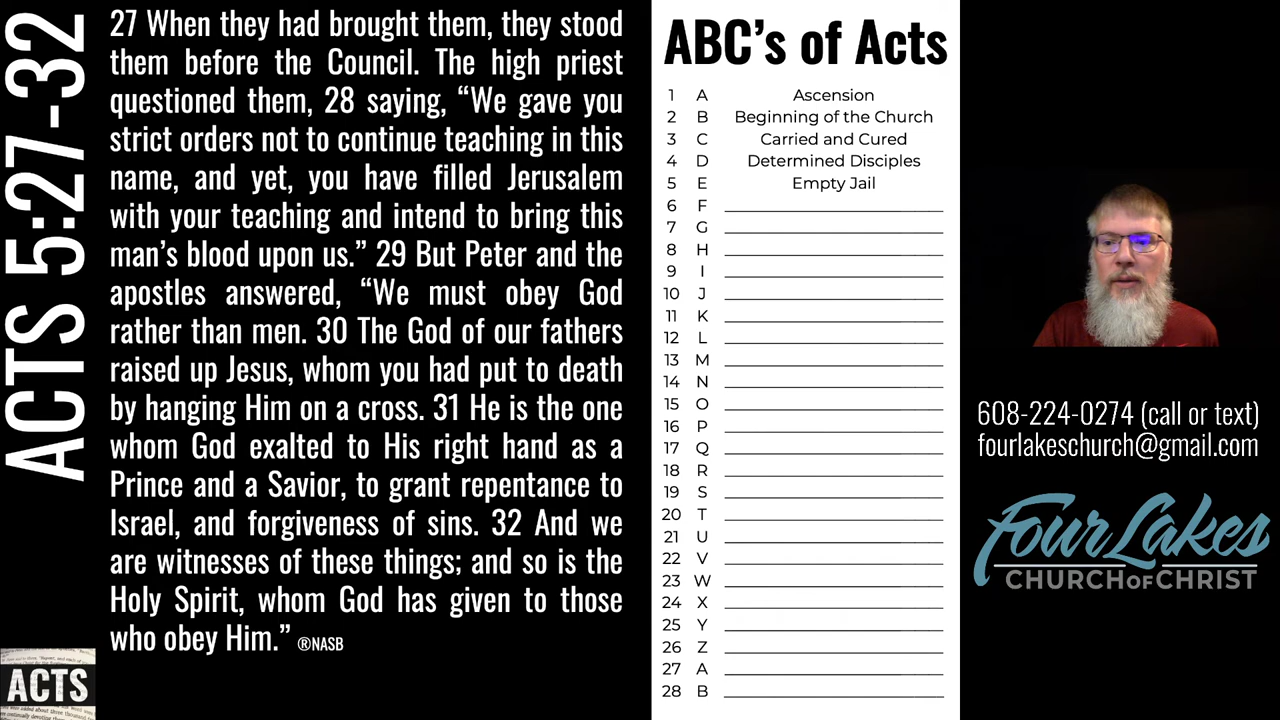 ACTS 5:27-32
27 When they had brought them, they stood
them before the Council. The high priest
questioned them, 28 saying, “We gave you
strict orders not to continue teaching in this
name, and yet, you have filled Jerusalem
with your teaching and intend to bring this
man’s blood upon us.” 29 But Peter and the
apostles answered, “We must obey God
rather than men. 30 The God of our fathers
raised up Jesus, whom you had put to death
by hanging Him on a cross. 31 He is the one
whom God exalted to His right hand as a
Prince and a Savior, to grant repentance to
Israel, and forgiveness of sins. 32 And we
are witnesses of these things; and so is the
Holy Spirit, whom God has given to those
who obey Him.” ®NASB
ACTS
ABC’s of Acts
1 A Ascension
2 B Beginning of the Church
3 C Carried and Cured
4 D Determined Disciples
5 E Empty Jail
6 F
7 G
8 H
9 I
10 J
11 K
12 L
13 M
14 N
15 O
16 P
17 Q
18 R
19 S
20 T
21 U
22 V
23 W
24 X
25 Y
26 Z
27 A
28 B
608-224-0274 (call or text)
fourlakeschurch@gmail.com
Four Lakes
CHURCH OF CHRIST